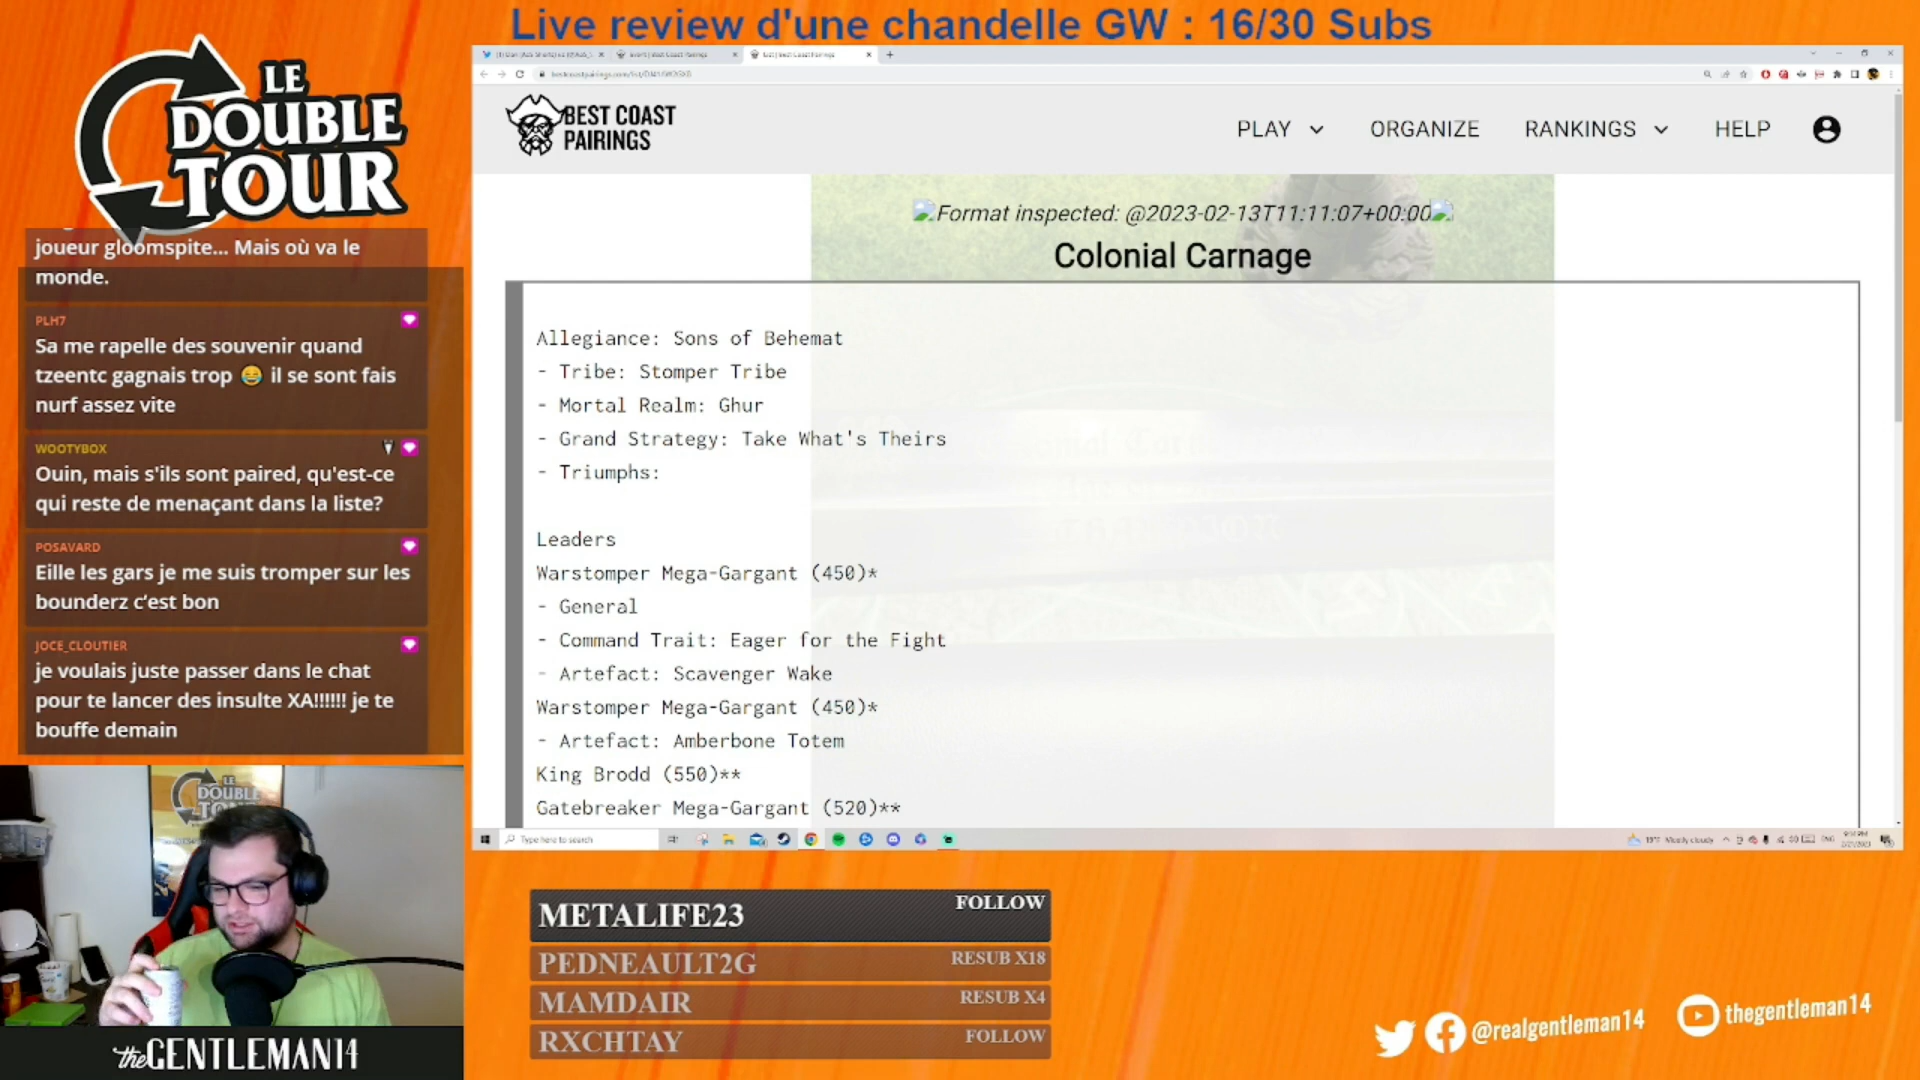 Live review d'une chandelle GW : 16/30 Subs
LE
DOUBLE
TOUR
joueur gloomspite... Mais où va le
monde.
PLH7
Sa me rapelle des souvenir quand
tzeentc gagnais trop 😂 il se sont fais
nurf assez vite
WOOTYBOX
Ouin, mais s'ils sont paired, qu'est-ce
qui reste de menaçant dans la liste?
POSAVARD
Eille les gars je me suis tromper sur les
bounderz c'est bon
JOCE_CLOUTIER
je voulais juste passer dans le chat
pour te lancer des insulte XA!!!!!! je te
bouffe demain
LE
DOUBLE
theGENTLEMAN14
BEST COAST
PAIRINGS
PLAY
ORGANIZE
RANKINGS
HELP
Format inspected: @2023-02-13T11:11:07+00:00
Colonial Carnage
Allegiance: Sons of Behemat
- Tribe: Stomper Tribe
- Mortal Realm: Ghur
- Grand Strategy: Take What's Theirs
- Triumphs:
Leaders
Warstomper Mega-Gargant (450)*
- General
- Command Trait: Eager for the Fight
- Artefact: Scavenger Wake
Warstomper Mega-Gargant (450)*
- Artefact: Amberbone Totem
King Brodd (550)**
Gatebreaker Mega-Gargant (520)**
Type here to search
Mostly cloudy
METALIFE23 FOLLOW
PEDNEAULT2G RESUB X18
MAMDAIR RESUB X4
RXCHTAY FOLLOW
@realgentleman14
thegentleman14